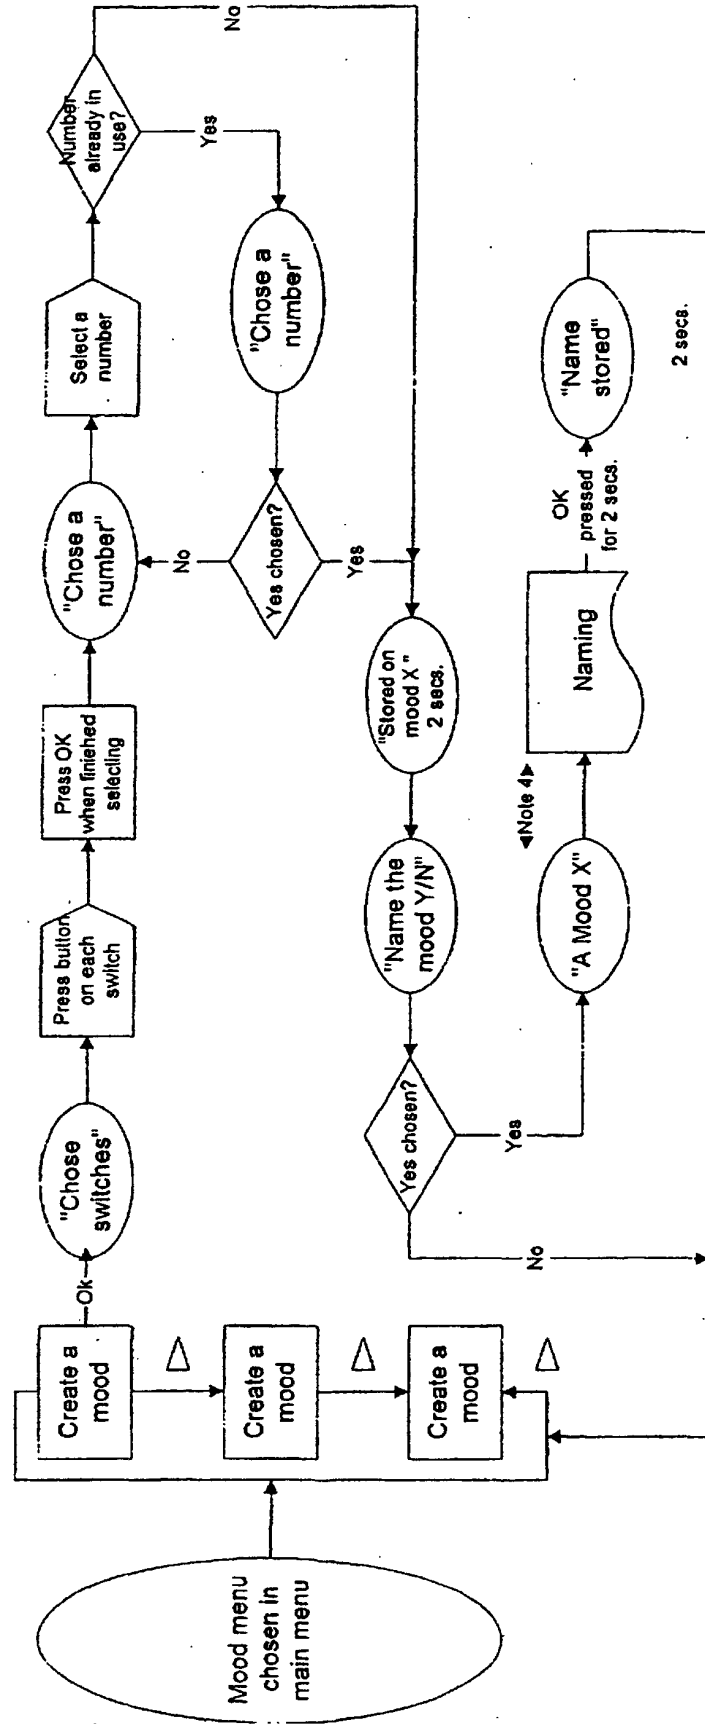 Mood menu
chosen in
main menu
Create a
mood
Create a
mood
Create a
mood
Ok
"Chose
switches"
Press button
on each
switch
Press OK
when finished
selecting
"Chose a
number"
Select a
number
Number
already in
use?
No
Yes
"Chose a
number"
Yes chosen?
No
Yes
"Stored on
mood X"
2 secs.
"Name the
mood Y/N"
Yes chosen?
No
Yes
"A Mood X"
Note 4
Naming
OK
pressed
for 2 secs.
"Name
stored"
2 secs.